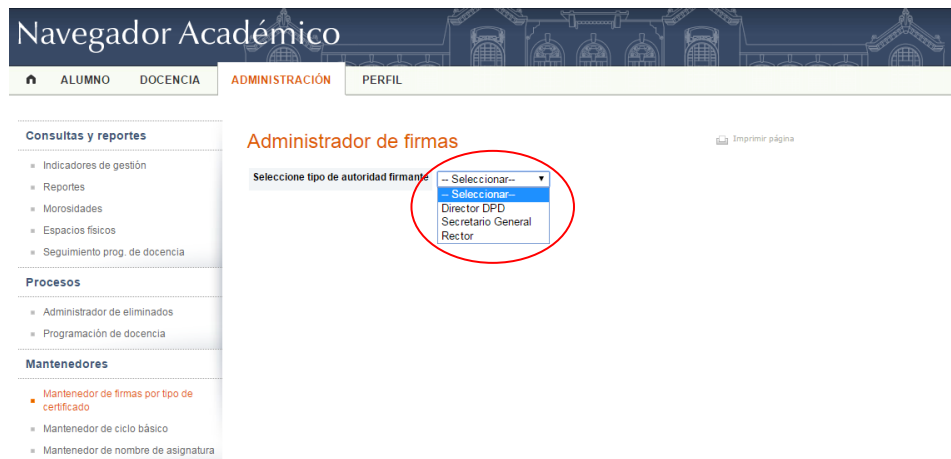 Navegador Académico
ALUMNO DOCENCIA ADMINISTRACIÓN PERFIL
Consultas y reportes
Indicadores de gestión
Reportes
Morosidades
Espacios físicos
Seguimiento prog. de docencia
Procesos
Administrador de eliminados
Programación de docencia
Mantenedores
Mantenedor de firmas por tipo de
certificado
Mantenedor de ciclo básico
Mantenedor de nombre de asignatura
Administrador de firmas
Imprimir página
Seleccione tipo de autoridad firmante
-- Seleccionar--
-- Seleccionar--
Director DPD
Secretario General
Rector